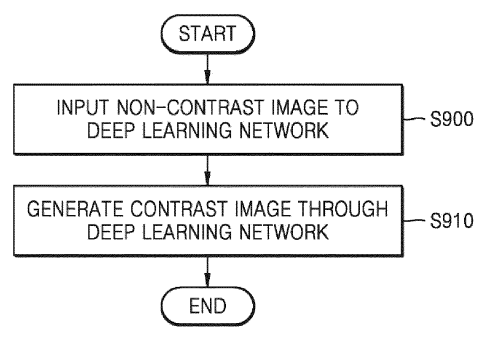 START
INPUT NON-CONTRAST IMAGE TO
DEEP LEARNING NETWORK
S900
GENERATE CONTRAST IMAGE THROUGH
DEEP LEARNING NETWORK
S910
END